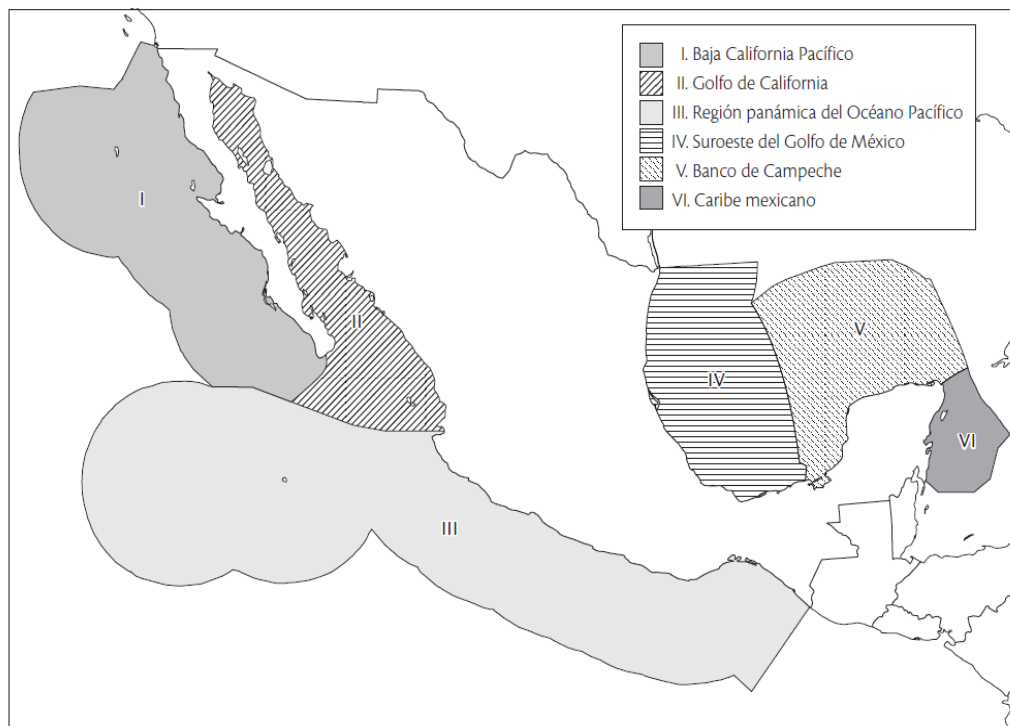 I. Baja California Pacífico
II. Golfo de California
III. Región panámica del Océano Pacífico
IV. Suroeste del Golfo de México
V. Banco de Campeche
VI. Caribe mexicano
I
II
V
IV
VI
III